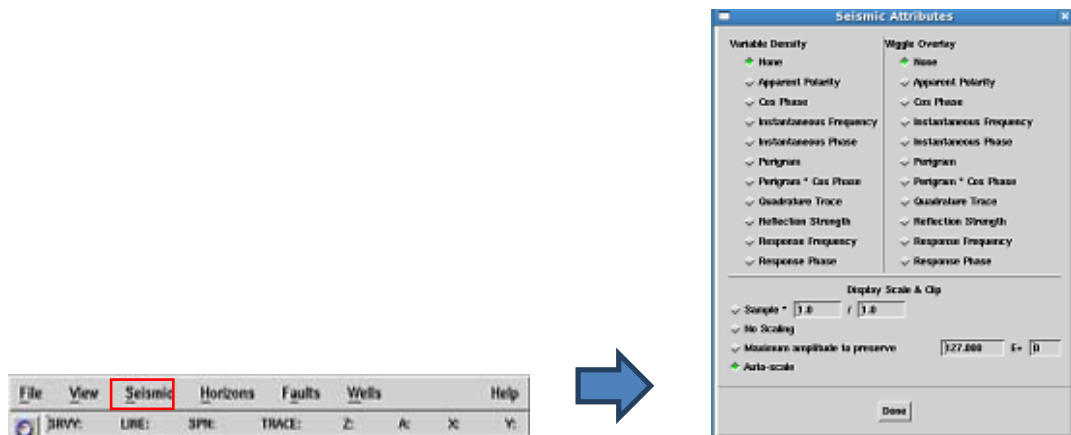 File View Seismic Horizons Faults Wells Help
SRVY: LINE: SPN: TRACE: Z: A: X: Y:
Seismic Attributes
Variable Density Wiggle Overlay
None None
Apparent Polarity Apparent Polarity
Cos Phase Cos Phase
Instantaneous Frequency Instantaneous Frequency
Instantaneous Phase Instantaneous Phase
Perigram Perigram
Perigram * Cos Phase Perigram * Cos Phase
Quadrature Trace Quadrature Trace
Reflection Strength Reflection Strength
Response Frequency Response Frequency
Response Phase Response Phase
Display Scale & Clip
Sample * 1.0 / 1.0
No Scaling
Maximum amplitude to preserve 127.000 E+ 0
Auto-scale
Done